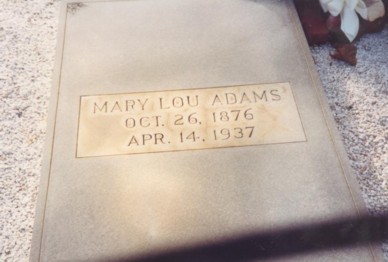 MARY LOU ADAMS
OCT. 26, 1876
APR. 14, 1937